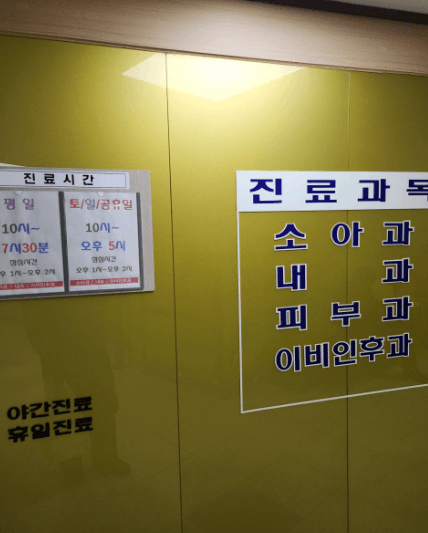 진료시간
평일
10시~
7시30분
점심시간
오후 1시~오후 2시
토/일/공휴일
10시~
오후 5시
점심시간
오후 1시~오후 2시
야간진료
휴일진료
진료과목
소아과
내과
피부과
이비인후과